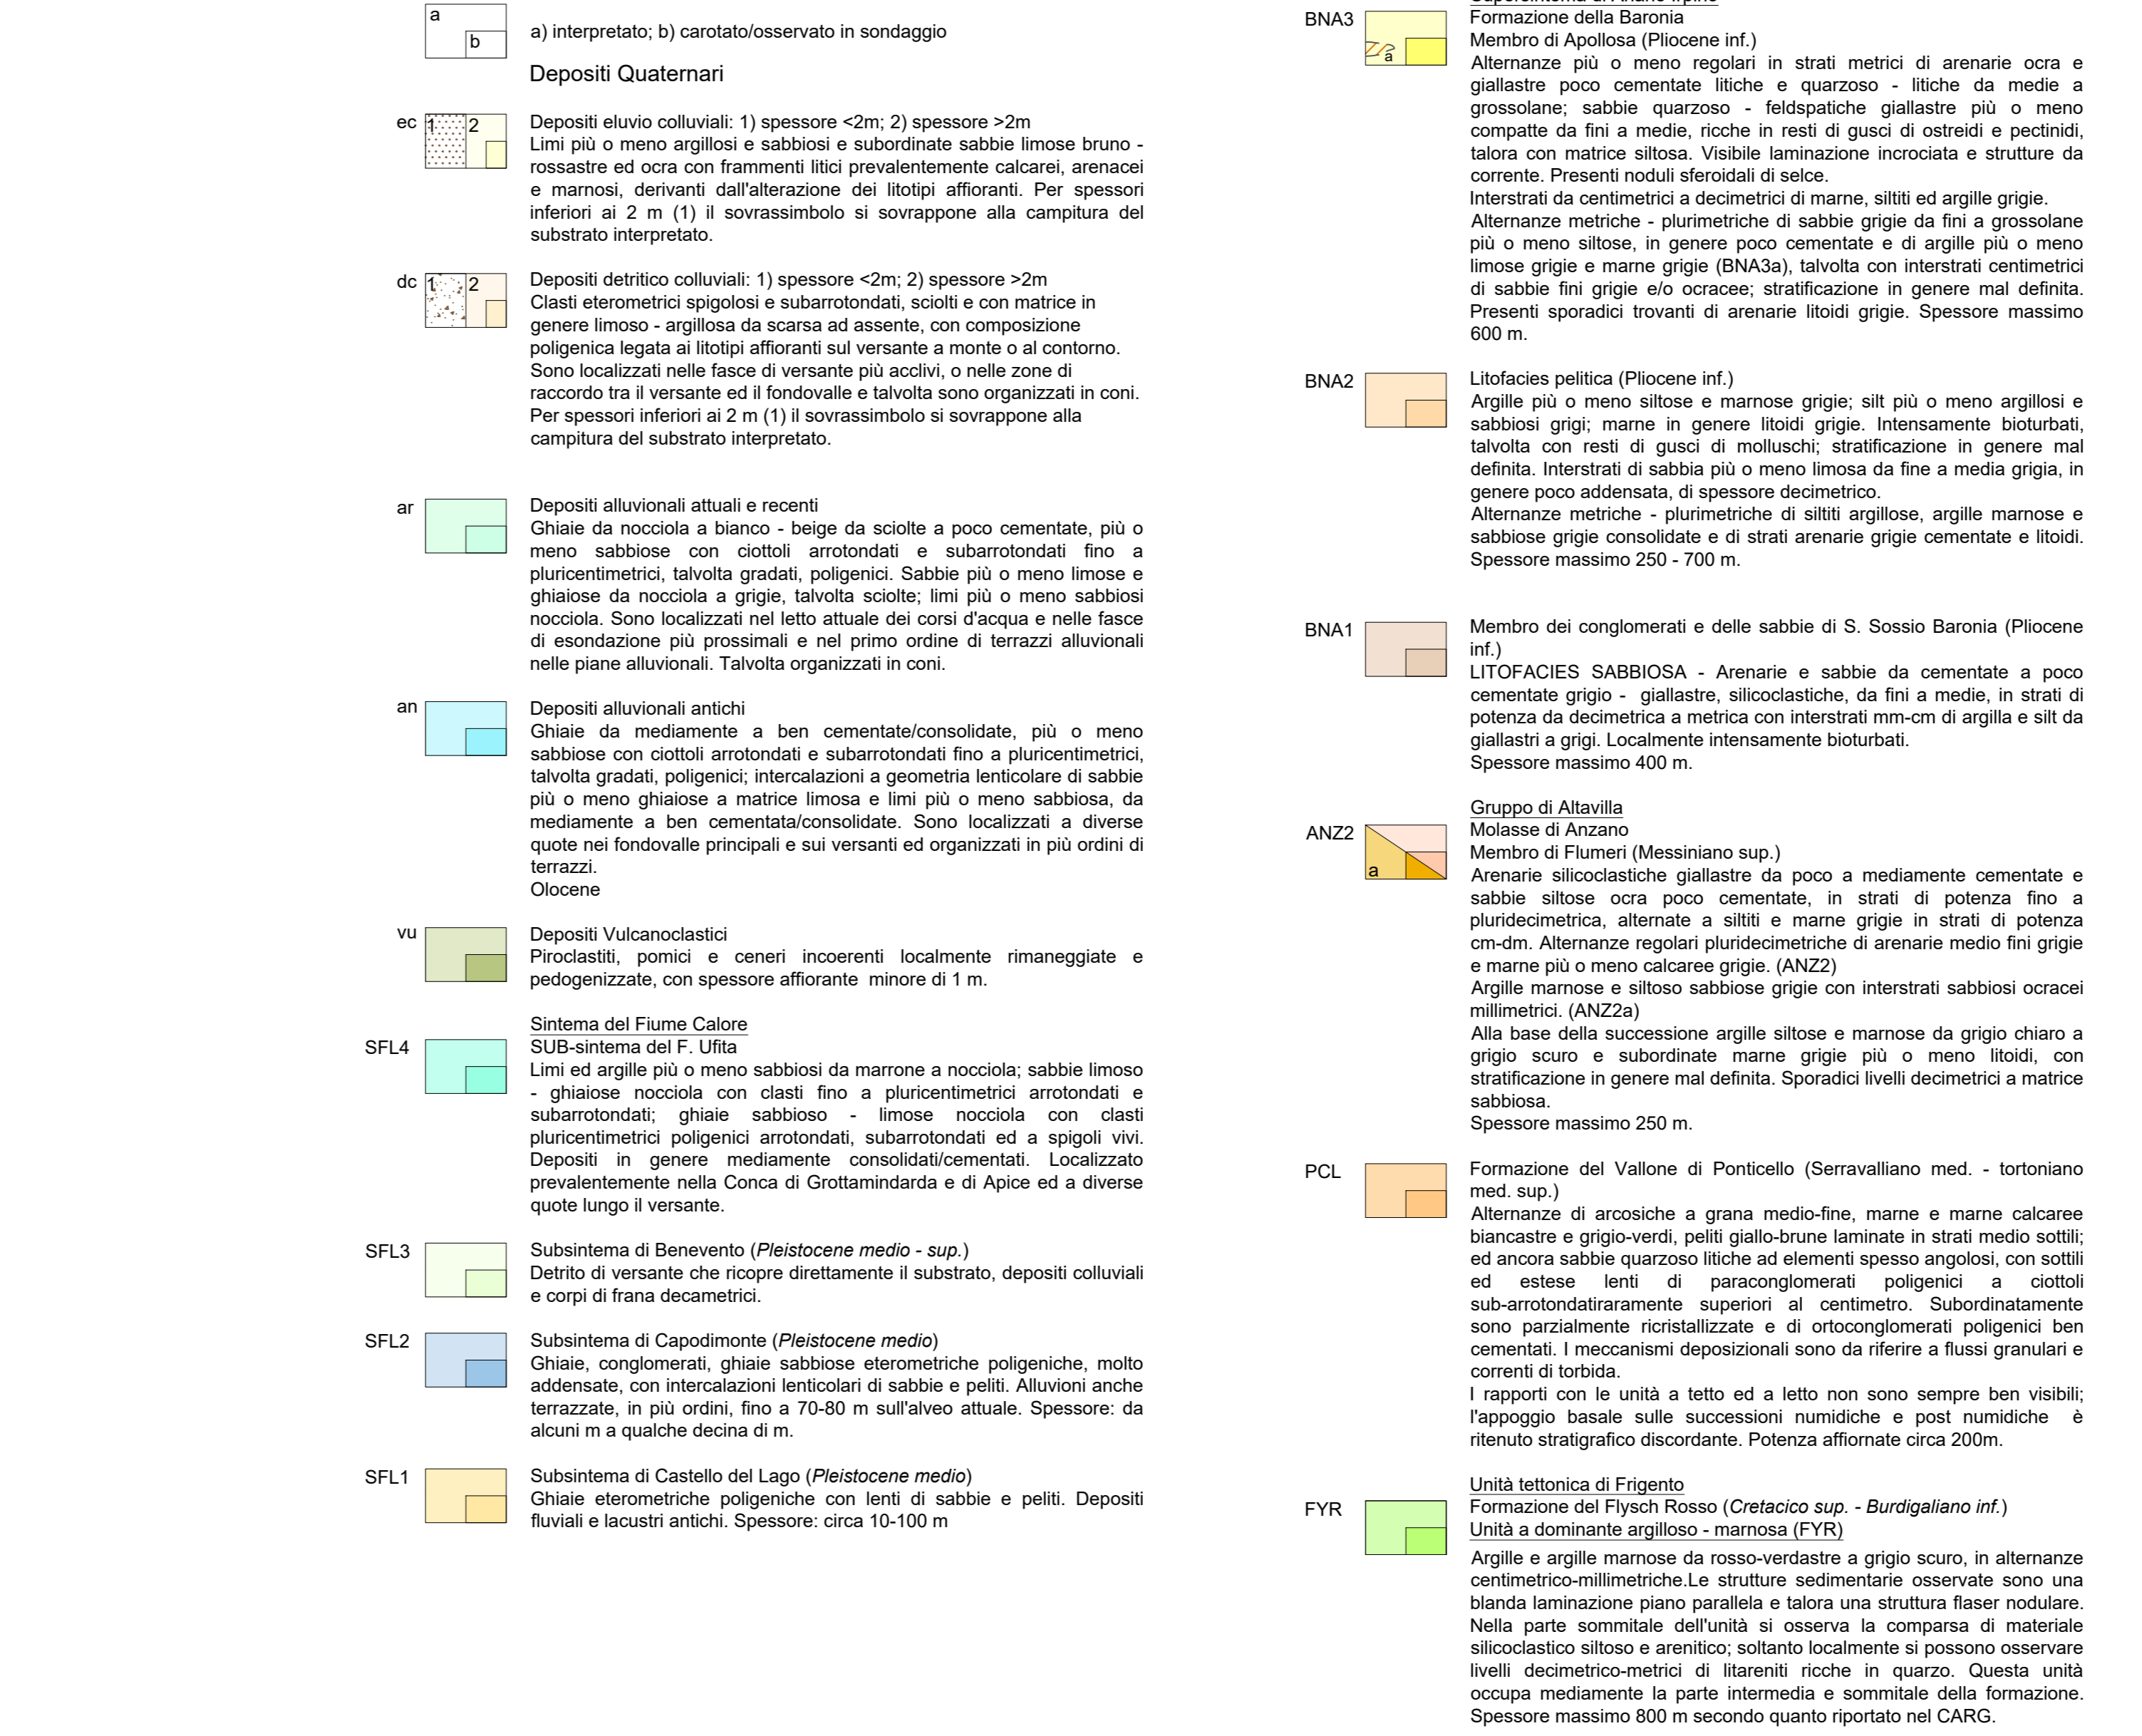 a
b
a) interpretato; b) carotato/osservato in sondaggio
Depositi Quaternari
ec
1
2
Depositi eluvio colluviali: 1) spessore <2m; 2) spessore >2m
Limi più o meno argillosi e sabbiosi e subordinate sabbie limose bruno -
rossastre ed ocra con frammenti litici prevalentemente calcarei, arenacei
e marnosi, derivanti dall'alterazione dei litotipi affioranti. Per spessori
inferiori ai 2 m (1) il sovrassimbolo si sovrappone alla campitura del
substrato interpretato.
dc
1
2
Depositi detritico colluviali: 1) spessore <2m; 2) spessore >2m
Clasti eterometrici spigolosi e subarrotondati, sciolti e con matrice in
genere limoso - argillosa da scarsa ad assente, con composizione
poligenica legata ai litotipi affioranti sul versante a monte o al contorno.
Sono localizzati nelle fasce di versante più acclivi, o nelle zone di
raccordo tra il versante ed il fondovalle e talvolta sono organizzati in coni.
Per spessori inferiori ai 2 m (1) il sovrassimbolo si sovrappone alla
campitura del substrato interpretato.
ar
Depositi alluvionali attuali e recenti
Ghiaie da nocciola a bianco - beige da sciolte a poco cementate, più o
meno sabbiose con ciottoli arrotondati e subarrotondati fino a
pluricentimetrici, talvolta gradati, poligenici. Sabbie più o meno limose e
ghiaiose da nocciola a grigie, talvolta sciolte; limi più o meno sabbiosi
nocciola. Sono localizzati nel letto attuale dei corsi d'acqua e nelle fasce
di esondazione più prossimali e nel primo ordine di terrazzi alluvionali
nelle piane alluvionali. Talvolta organizzati in coni.
an
Depositi alluvionali antichi
Ghiaie da mediamente a ben cementate/consolidate, più o meno
sabbiose con ciottoli arrotondati e subarrotondati fino a pluricentimetrici,
talvolta gradati, poligenici; intercalazioni a geometria lenticolare di sabbie
più o meno ghiaiose a matrice limosa e limi più o meno sabbiosa, da
mediamente a ben cementata/consolidate. Sono localizzati a diverse
quote nei fondovalle principali e sui versanti ed organizzati in più ordini di
terrazzi.
Olocene
vu
Depositi Vulcanoclastici
Piroclastiti, pomici e ceneri incoerenti localmente rimaneggiate e
pedogenizzate, con spessore affiorante  minore di 1 m.
Sintema del Fiume Calore
SFL4
SUB-sintema del F. Ufita
Limi ed argille più o meno sabbiosi da marrone a nocciola; sabbie limoso
- ghiaiose nocciola con clasti fino a pluricentimetrici arrotondati e
subarrotondati; ghiaie sabbioso - limose nocciola con clasti
pluricentimetrici poligenici arrotondati, subarrotondati ed a spigoli vivi.
Depositi in genere mediamente consolidati/cementati. Localizzato
prevalentemente nella Conca di Grottamindarda e di Apice ed a diverse
quote lungo il versante.
SFL3
Subsintema di Benevento (Pleistocene medio - sup.)
Detrito di versante che ricopre direttamente il substrato, depositi colluviali
e corpi di frana decametrici.
SFL2
Subsintema di Capodimonte (Pleistocene medio)
Ghiaie, conglomerati, ghiaie sabbiose eterometriche poligeniche, molto
addensate, con intercalazioni lenticolari di sabbie e peliti. Alluvioni anche
terrazzate, in più ordini, fino a 70-80 m sull'alveo attuale. Spessore: da
alcuni m a qualche decina di m.
SFL1
Subsintema di Castello del Lago (Pleistocene medio)
Ghiaie eterometriche poligeniche con lenti di sabbie e peliti. Depositi
fluviali e lacustri antichi. Spessore: circa 10-100 m
BNA3
a
Formazione della Baronia
Membro di Apollosa (Pliocene inf.)
Alternanze più o meno regolari in strati metrici di arenarie ocra e
giallastre poco cementate litiche e quarzoso - litiche da medie a
grossolane; sabbie quarzoso - feldspatiche giallastre più o meno
compatte da fini a medie, ricche in resti di gusci di ostreidi e pectinidi,
talora con matrice siltosa. Visibile laminazione incrociata e strutture da
corrente. Presenti noduli sferoidali di selce.
Interstrati da centimetrici a decimetrici di marne, siltiti ed argille grigie.
Alternanze metriche - plurimetriche di sabbie grigie da fini a grossolane
più o meno siltose, in genere poco cementate e di argille più o meno
limose grigie e marne grigie (BNA3a), talvolta con interstrati centimetrici
di sabbie fini grigie e/o ocracee; stratificazione in genere mal definita.
Presenti sporadici trovanti di arenarie litoidi grigie. Spessore massimo
600 m.
BNA2
Litofacies pelitica (Pliocene inf.)
Argille più o meno siltose e marnose grigie; silt più o meno argillosi e
sabbiosi grigi; marne in genere litoidi grigie. Intensamente bioturbati,
talvolta con resti di gusci di molluschi; stratificazione in genere mal
definita. Interstrati di sabbia più o meno limosa da fine a media grigia, in
genere poco addensata, di spessore decimetrico.
Alternanze metriche - plurimetriche di siltiti argillose, argille marnose e
sabbiose grigie consolidate e di strati arenarie grigie cementate e litoidi.
Spessore massimo 250 - 700 m.
BNA1
Membro dei conglomerati e delle sabbie di S. Sossio Baronia (Pliocene
inf.)
LITOFACIES SABBIOSA - Arenarie e sabbie da cementate a poco
cementate grigio -  giallastre, silicoclastiche, da fini a medie, in strati di
potenza da decimetrica a metrica con interstrati mm-cm di argilla e silt da
giallastri a grigi. Localmente intensamente bioturbati.
Spessore massimo 400 m.
Gruppo di Altavilla
ANZ2
a
Molasse di Anzano
Membro di Flumeri (Messiniano sup.)
Arenarie silicoclastiche giallastre da poco a mediamente cementate e
sabbie siltose ocra poco cementate, in strati di potenza fino a
pluridecimetrica, alternate a siltiti e marne grigie in strati di potenza
cm-dm. Alternanze regolari pluridecimetriche di arenarie medio fini grigie
e marne più o meno calcaree grigie. (ANZ2)
Argille marnose e siltoso sabbiose grigie con interstrati sabbiosi ocracei
millimetrici. (ANZ2a)
Alla base della successione argille siltose e marnose da grigio chiaro a
grigio scuro e subordinate marne grigie più o meno litoidi, con
stratificazione in genere mal definita. Sporadici livelli decimetrici a matrice
sabbiosa.
Spessore massimo 250 m.
PCL
Formazione del Vallone di Ponticello (Serravalliano med. - tortoniano
med. sup.)
Alternanze di arcosiche a grana medio-fine, marne e marne calcaree
biancastre e grigio-verdi, peliti giallo-brune laminate in strati medio sottili;
ed ancora sabbie quarzoso litiche ad elementi spesso angolosi, con sottili
ed estese lenti di paraconglomerati poligenici a ciottoli
sub-arrotondatiraramente superiori al centimetro. Subordinatamente
sono parzialmente ricristallizzate e di ortoconglomerati poligenici ben
cementati. I meccanismi deposizionali sono da riferire a flussi granulari e
correnti di torbida.
I rapporti con le unità a tetto ed a letto non sono sempre ben visibili;
l'appoggio basale sulle successioni numidiche e post numidiche  è
ritenuto stratigrafico discordante. Potenza affiornate circa 200m.
Unità tettonica di Frigento
FYR
Formazione del Flysch Rosso (Cretacico sup. - Burdigaliano inf.)
Unità a dominante argilloso - marnosa (FYR)
Argille e argille marnose da rosso-verdastre a grigio scuro, in alternanze
centimetrico-millimetriche.Le strutture sedimentarie osservate sono una
blanda laminazione piano parallela e talora una struttura flaser nodulare.
Nella parte sommitale dell'unità si osserva la comparsa di materiale
silicoclastico siltoso e arenitico; soltanto localmente si possono osservare
livelli decimetrico-metrici di litareniti ricche in quarzo. Questa unità
occupa mediamente la parte intermedia e sommitale della formazione.
Spessore massimo 800 m secondo quanto riportato nel CARG.